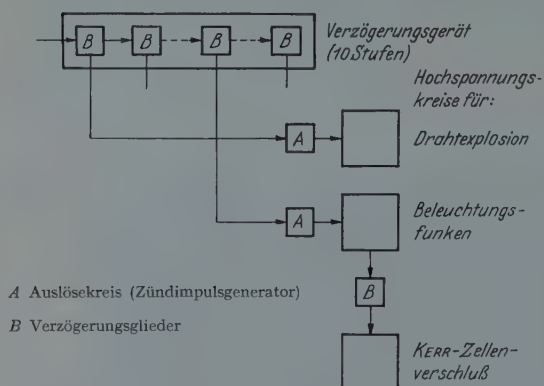 B B B B
Verzögerungsgerät
(10 Stufen)
Hochspannungs-
kreise für:
A
Drahtexplosion
A
Beleuchtungs-
funken
B
A Auslösekreis (Zündimpulsgenerator)
B Verzögerungsglieder
KERR-Zellen-
verschluß